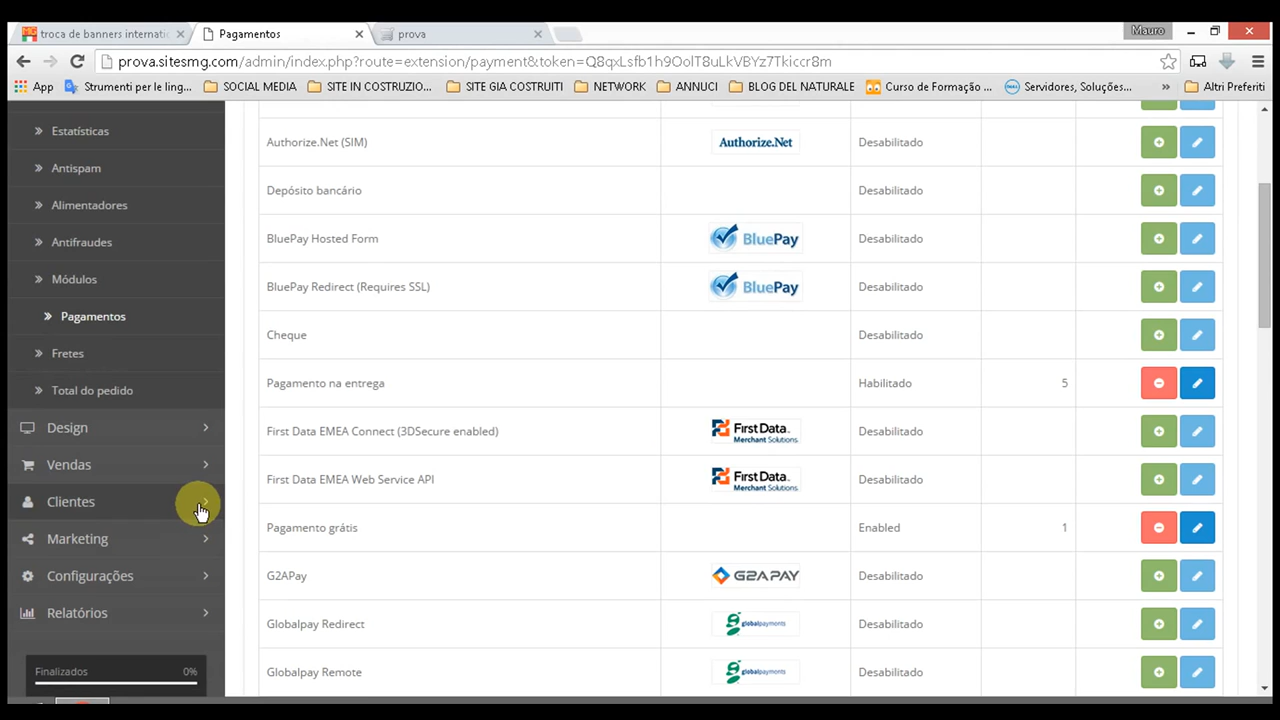 troca de banners internatio
Pagamentos
prova
Mauro
prova.sitesmg.com/admin/index.php?route=extension/payment&token=Q8qxLsfb1h9OolT8uLkVBYz7Tkiccr8m
App
Strumenti per le ling...
SOCIAL MEDIA
SITE IN COSTRUZIO...
SITE GIA COSTRUITI
NETWORK
ANNUCI
BLOG DEL NATURALE
Curso de Formação ...
Servidores, Soluções...
»
Altri Preferiti
Estatísticas
Antispam
Alimentadores
Antifraudes
Módulos
Pagamentos
Fretes
Total do pedido
Design
Vendas
Clientes
Marketing
Configurações
Relatórios
Finalizados 0%
Authorize.Net (SIM) Authorize.Net Desabilitado
Depósito bancário Desabilitado
BluePay Hosted Form BluePay Desabilitado
BluePay Redirect (Requires SSL) BluePay Desabilitado
Cheque Desabilitado
Pagamento na entrega Habilitado 5
First Data EMEA Connect (3DSecure enabled) First Data Merchant Solutions. Desabilitado
First Data EMEA Web Service API First Data Merchant Solutions. Desabilitado
Pagamento grátis Enabled 1
G2APay G2A PAY Desabilitado
Globalpay Redirect globalpayments Desabilitado
Globalpay Remote globalpayments Desabilitado